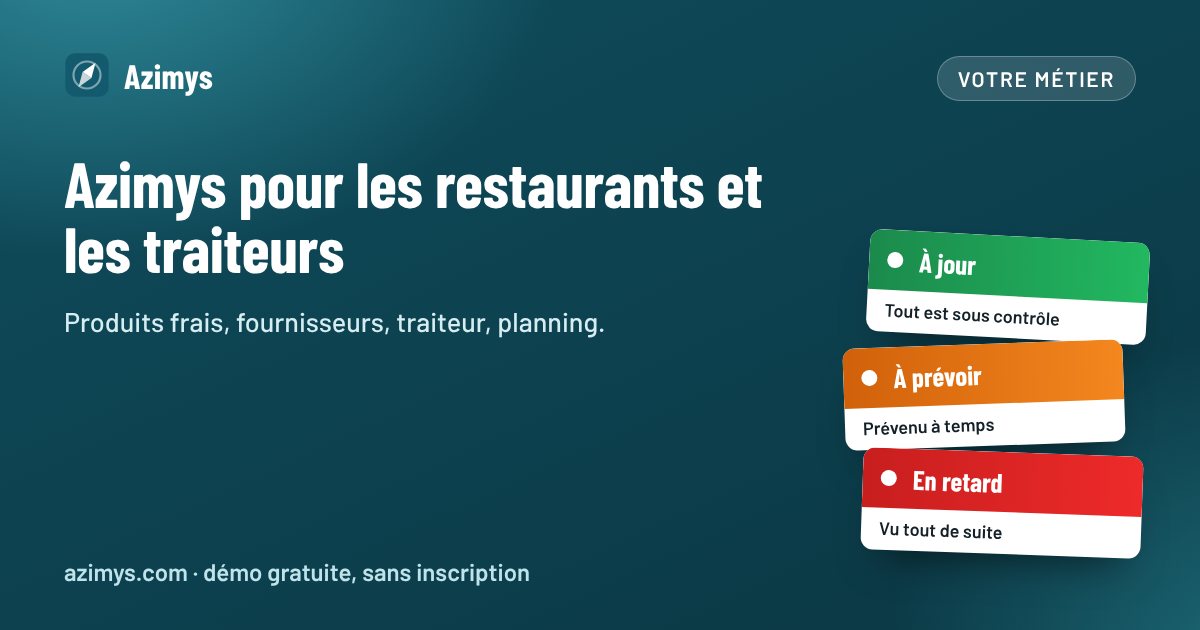 Azimys
VOTRE MÉTIER
Azimys pour les restaurants et
les traiteurs
Produits frais, fournisseurs, traiteur, planning.
À jour
Tout est sous contrôle
À prévoir
Prévenu à temps
En retard
Vu tout de suite
azimys.com · démo gratuite, sans inscription